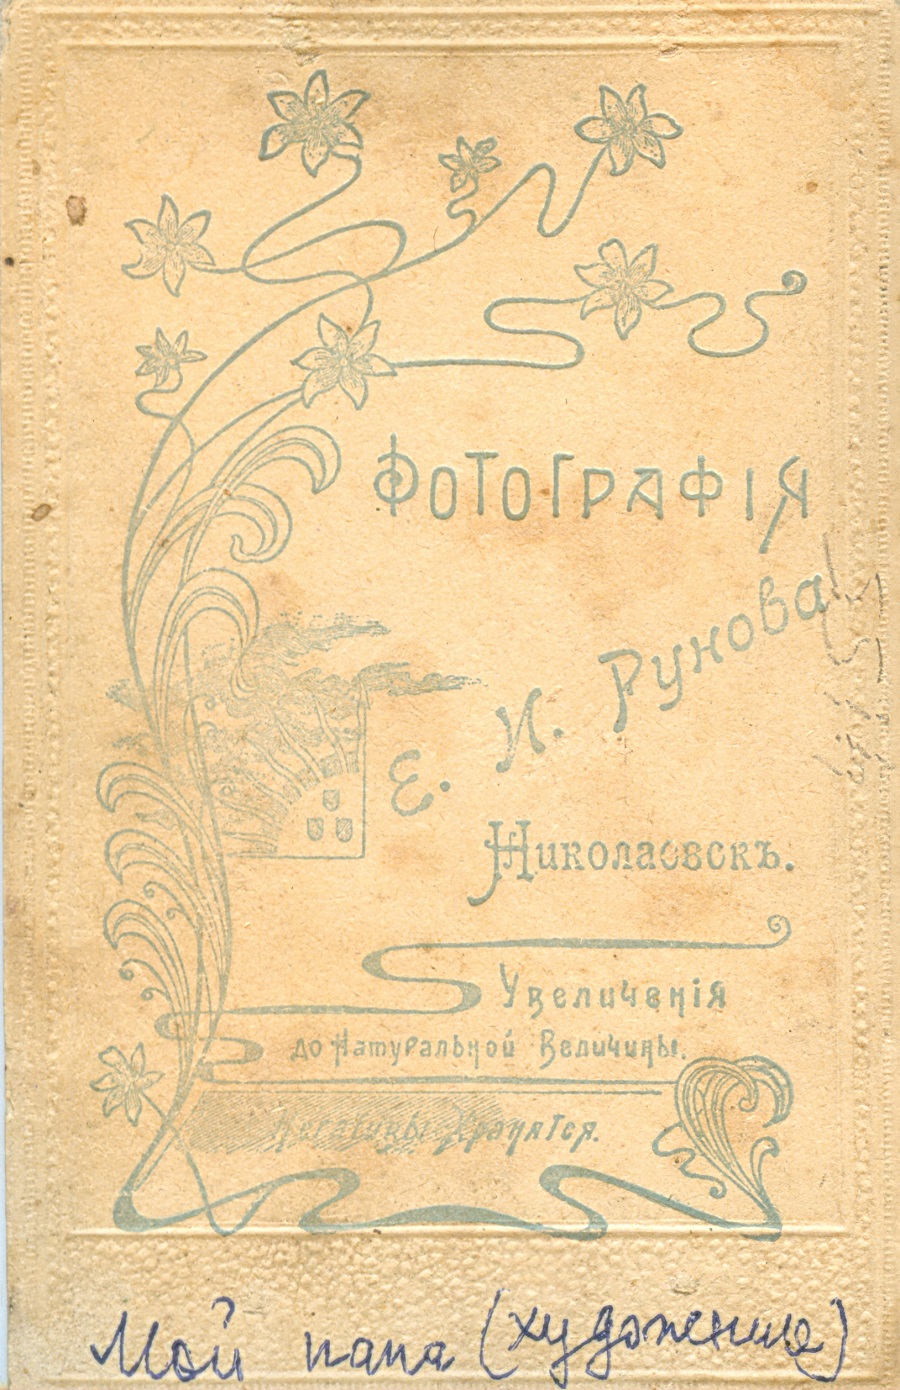 Фотографія
Е. И. Рунова
Николаевскъ.
Увеличенія
до Натуральной Величины.
Негативы Хранятся.
Мой папа (художник)